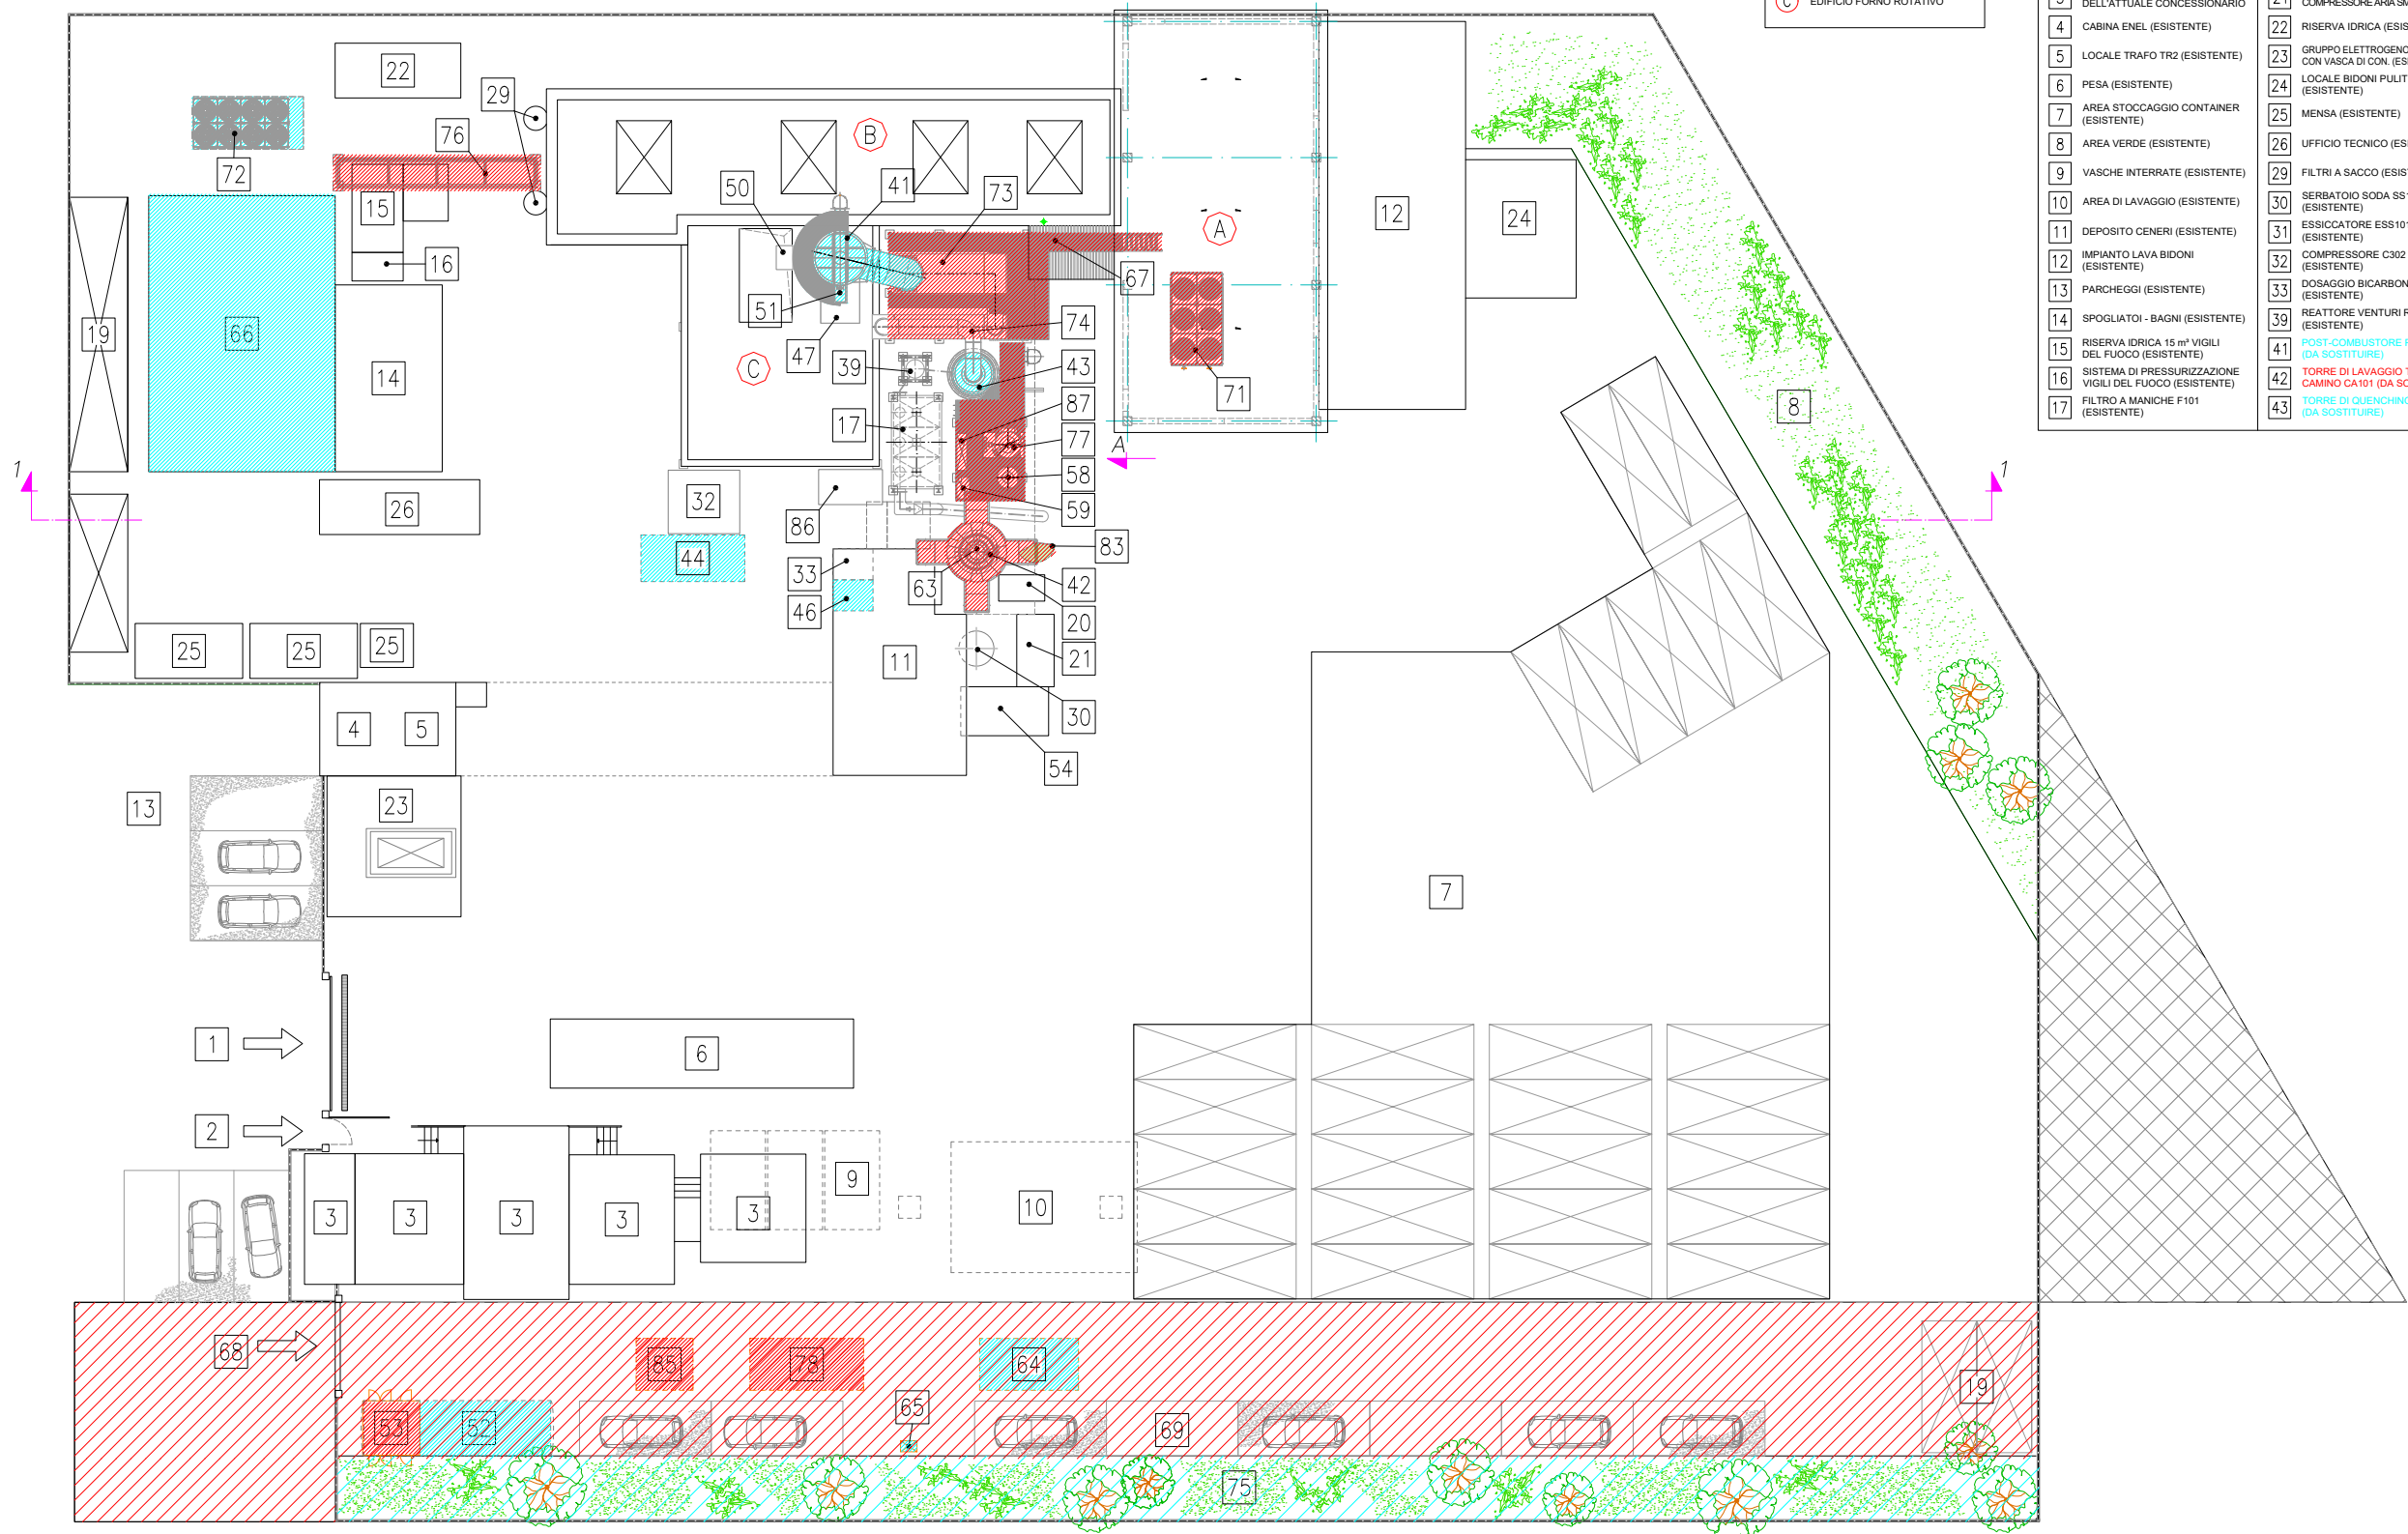 C EDIFICIO FORNO ROTATIVO
DELL'ATTUALE CONCESSIONARIO
4 CABINA ENEL (ESISTENTE)
5 LOCALE TRAFO TR2 (ESISTENTE)
6 PESA (ESISTENTE)
7 AREA STOCCAGGIO CONTAINER
(ESISTENTE)
8 AREA VERDE (ESISTENTE)
9 VASCHE INTERRATE (ESISTENTE)
10 AREA DI LAVAGGIO (ESISTENTE)
11 DEPOSITO CENERI (ESISTENTE)
12 IMPIANTO LAVA BIDONI
(ESISTENTE)
13 PARCHEGGI (ESISTENTE)
14 SPOGLIATOI - BAGNI (ESISTENTE)
15 RISERVA IDRICA 15 m³ VIGILI
DEL FUOCO (ESISTENTE)
16 SISTEMA DI PRESSURIZZAZIONE
VIGILI DEL FUOCO (ESISTENTE)
17 FILTRO A MANICHE F101
(ESISTENTE)
COMPRESSORE ARIA
22 RISERVA IDRICA
23 GRUPPO ELETTROGENO
CON VASCA DI CON.
24 LOCALE BIDONI
(ESISTENTE)
25 MENSA (ESISTENTE)
26 UFFICIO TECNICO
29 FILTRI A SACCO
30 SERBATOIO SODA
(ESISTENTE)
31 ESSICCATORE
(ESISTENTE)
32 COMPRESSORE C302
(ESISTENTE)
33 DOSAGGIO
(ESISTENTE)
39 REATTORE VENTURI
(ESISTENTE)
41 POST-COMBUSTORE
(DA SOSTITUIRE)
42 TORRE DI LAVAGGIO
CAMINO CA101
43 TORRE DI
(DA SOSTITUIRE)
22
29
76
72
B
50
41
73
15
16
12
24
A
67
19
66
14
51
47
74
C
39
43
71
8
87
17
77
A
58
1
1
32
26
86
59
83
44
33
63
42
46
20
25
25
25
11
21
4
5
30
54
13
23
7
1
6
2
3
3
3
3
3
9
10
68
85
78
64
19
53
52
65
69
75